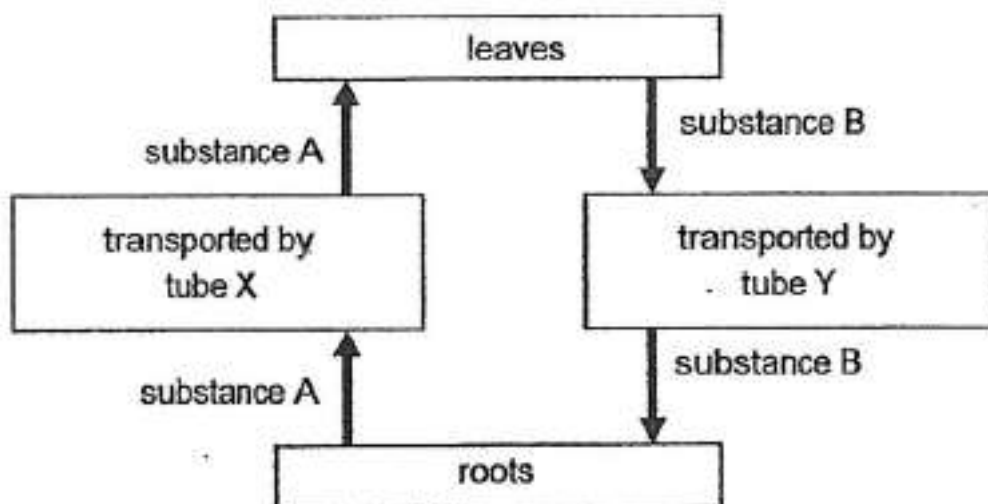 leaves
substance A
substance B
transported by
tube X
transported by
tube Y
substance A
substance B
roots